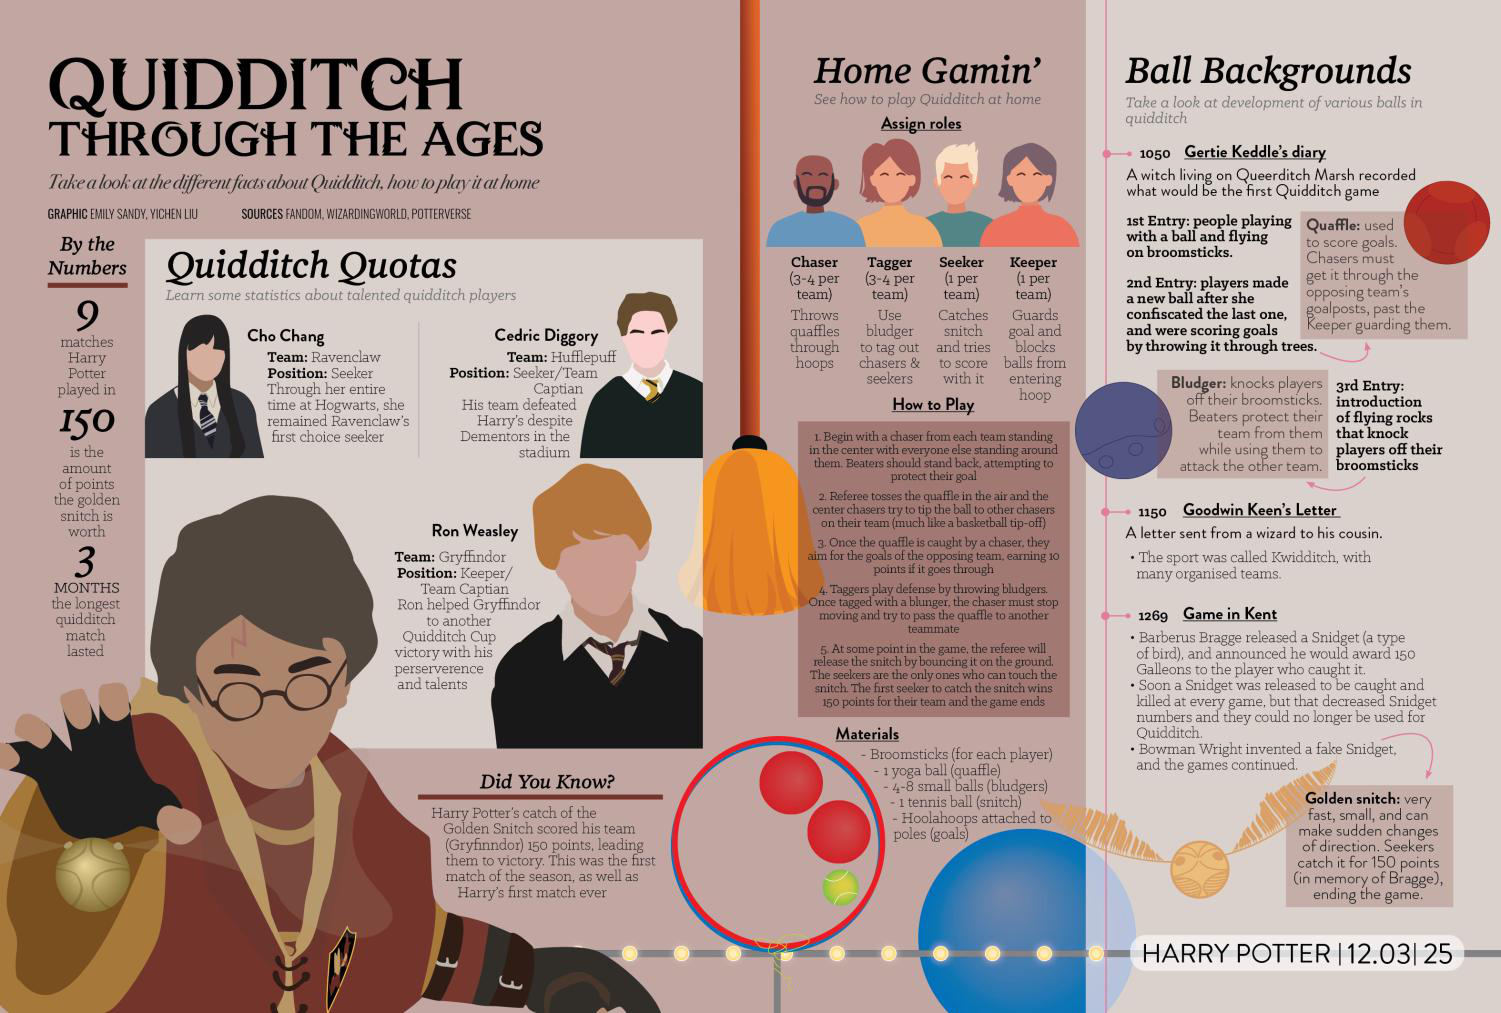 QUIDDITCH
THROUGH THE AGES
Take a look at the different facts about Quidditch, how to play it at home
GRAPHIC EMILY SANDY, YICHEN LIU
SOURCES FANDOM, WIZARDINGWORLD, POTTERVERSE
By the
Numbers
9
matches
Harry
Potter
played in
150
is the
amount
of points
the golden
snitch is
worth
3
MONTHS
the longest
quidditch
match
lasted
Quidditch Quotas
Learn some statistics about talented quidditch players
Cho Chang
Team: Ravenclaw
Position: Seeker
Through her entire
time at Hogwarts, she
remained Ravenclaw's
first choice seeker
Cedric Diggory
Team: Hufflepuff
Position: Seeker/Team
Captian
His team defeated
Harry's despite
Dementors in the
stadium
Ron Weasley
Team: Gryffindor
Position: Keeper/
Team Captian
Ron helped Gryffindor
to another
Quidditch Cup
victory with his
perserverence
and talents
Did You Know?
Harry Potter's catch of the
Golden Snitch scored his team
(Gryfinndor) 150 points, leading
them to victory. This was the first
match of the season, as well as
Harry's first match ever
Home Gamin'
See how to play Quidditch at home
Assign roles
Chaser
(3-4 per
team)
Throws
quaffles
through
hoops
Tagger
(3-4 per
team)
Use
bludger
to tag out
chasers &
seekers
Seeker
(1 per
team)
Catches
snitch
and tries
to score
with it
Keeper
(1 per
team)
Guards
goal and
blocks
balls from
entering
hoop
How to Play
1. Begin with a chaser from each team standing
in the center with everyone else standing around
them. Beaters should stand back, attempting to
protect their goal
2. Referee tosses the quaffle in the air and the
center chasers try to tip the ball to other chasers
on their team (much like a basketball tip-off)
3. Once the quaffle is caught by a chaser, they
aim for the goals of the opposing team, earning 10
points if it goes through
4. Taggers play defense by throwing bludgers.
Once tagged with a blunger, the chaser must stop
moving and try to pass the quaffle to another
teammate
5. At some point in the game, the referee will
release the snitch by bouncing it on the ground.
The seekers are the only ones who can touch the
snitch. The first seeker to catch the snitch wins
150 points for their team and the game ends
Materials
- Broomsticks (for each player)
- 1 yoga ball (quaffle)
- 4-8 small balls (bludgers)
- 1 tennis ball (snitch)
- Hoolahoops attached to
poles (goals)
Ball Backgrounds
Take a look at development of various balls in
quidditch
1050 Gertie Keddle's diary
A witch living on Queerditch Marsh recorded
what would be the first Quidditch game
1st Entry: people playing
with a ball and flying
on broomsticks.
2nd Entry: players made
a new ball after she
confiscated the last one,
and were scoring goals
by throwing it through trees.
Quaffle: used
to score goals.
Chasers must
get it through the
opposing team's
goalposts, past the
Keeper guarding them.
Bludger: knocks players
off their broomsticks.
Beaters protect their
team from them
while using them to
attack the other team.
3rd Entry:
introduction
of flying rocks
that knock
players off their
broomsticks
1150 Goodwin Keen's Letter
A letter sent from a wizard to his cousin.
• The sport was called Kwidditch, with
many organised teams.
1269 Game in Kent
• Barberus Bragge released a Snidget (a type
of bird), and announced he would award 150
Galleons to the player who caught it.
• Soon a Snidget was released to be caught and
killed at every game, but that decreased Snidget
numbers and they could no longer be used for
Quidditch.
• Bowman Wright invented a fake Snidget,
and the games continued.
Golden snitch: very
fast, small, and can
make sudden changes
of direction. Seekers
catch it for 150 points
(in memory of Bragge),
ending the game.
HARRY POTTER | 12.03| 25